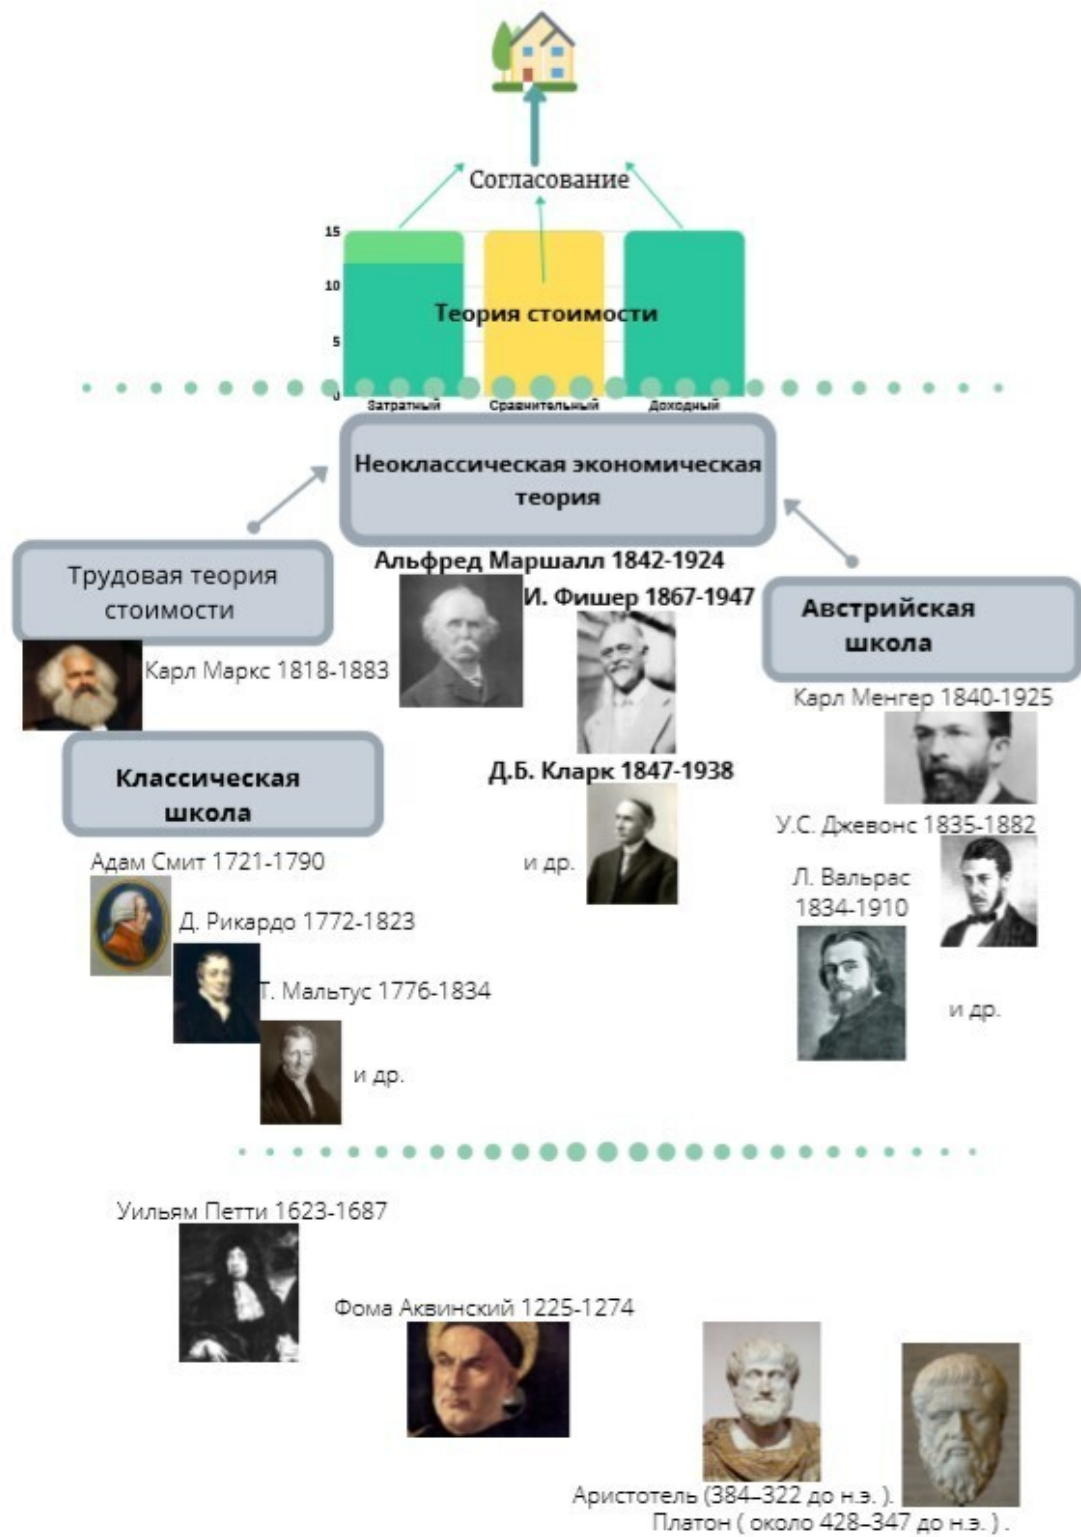 Согласование
15
10
5
0
Теория стоимости
Затратный Сравнительный Доходный
Неоклассическая экономическая
теория
Альфред Маршалл 1842-1924
И. Фишер 1867-1947
Д.Б. Кларк 1847-1938
и др.
Трудовая теория
стоимости
Карл Маркс 1818-1883
Классическая
школа
Адам Смит 1721-1790
Д. Рикардо 1772-1823
Т. Мальтус 1776-1834
и др.
Австрийская
школа
Карл Менгер 1840-1925
У.С. Джевонс 1835-1882
Л. Вальрас
1834-1910
и др.
Уильям Петти 1623-1687
Фома Аквинский 1225-1274
Аристотель (384–322 до н.э. ).
Платон ( около 428–347 до н.э. ) .